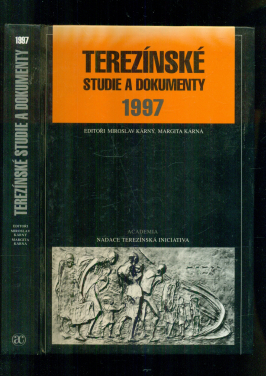 1997
TEREZÍNSKÉ STUDIE A DOKUMENTY
EDITOŘI
MIROSLAV
KÁRNÝ
MARGITA
KÁRNÁ
TEREZÍNSKÉ
STUDIE A DOKUMENTY
1997
EDITOŘI MIROSLAV KÁRNÝ, MARGITA KÁRNÁ
ACADEMIA
NADACE TEREZÍNSKÁ INICIATIVA